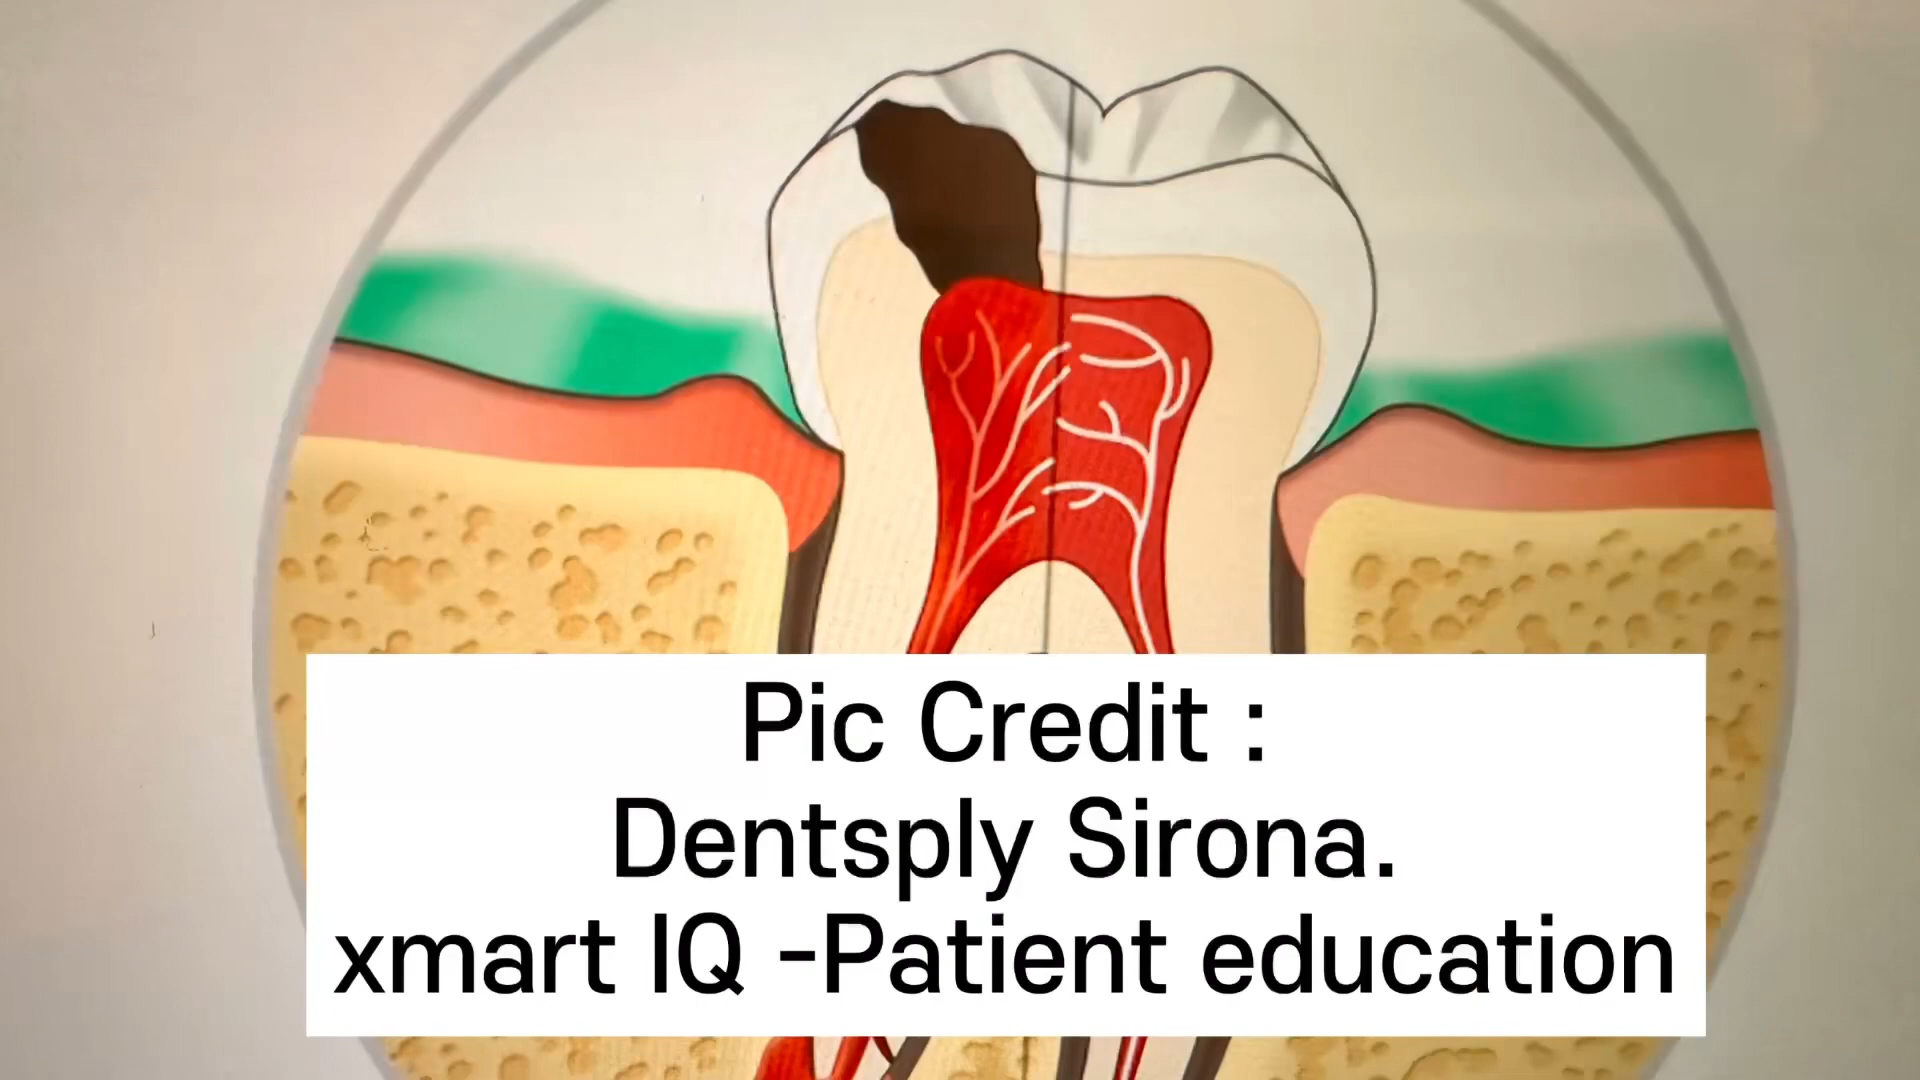 Pic Credit :
Dentsply Sirona.
xmart IQ -Patient education